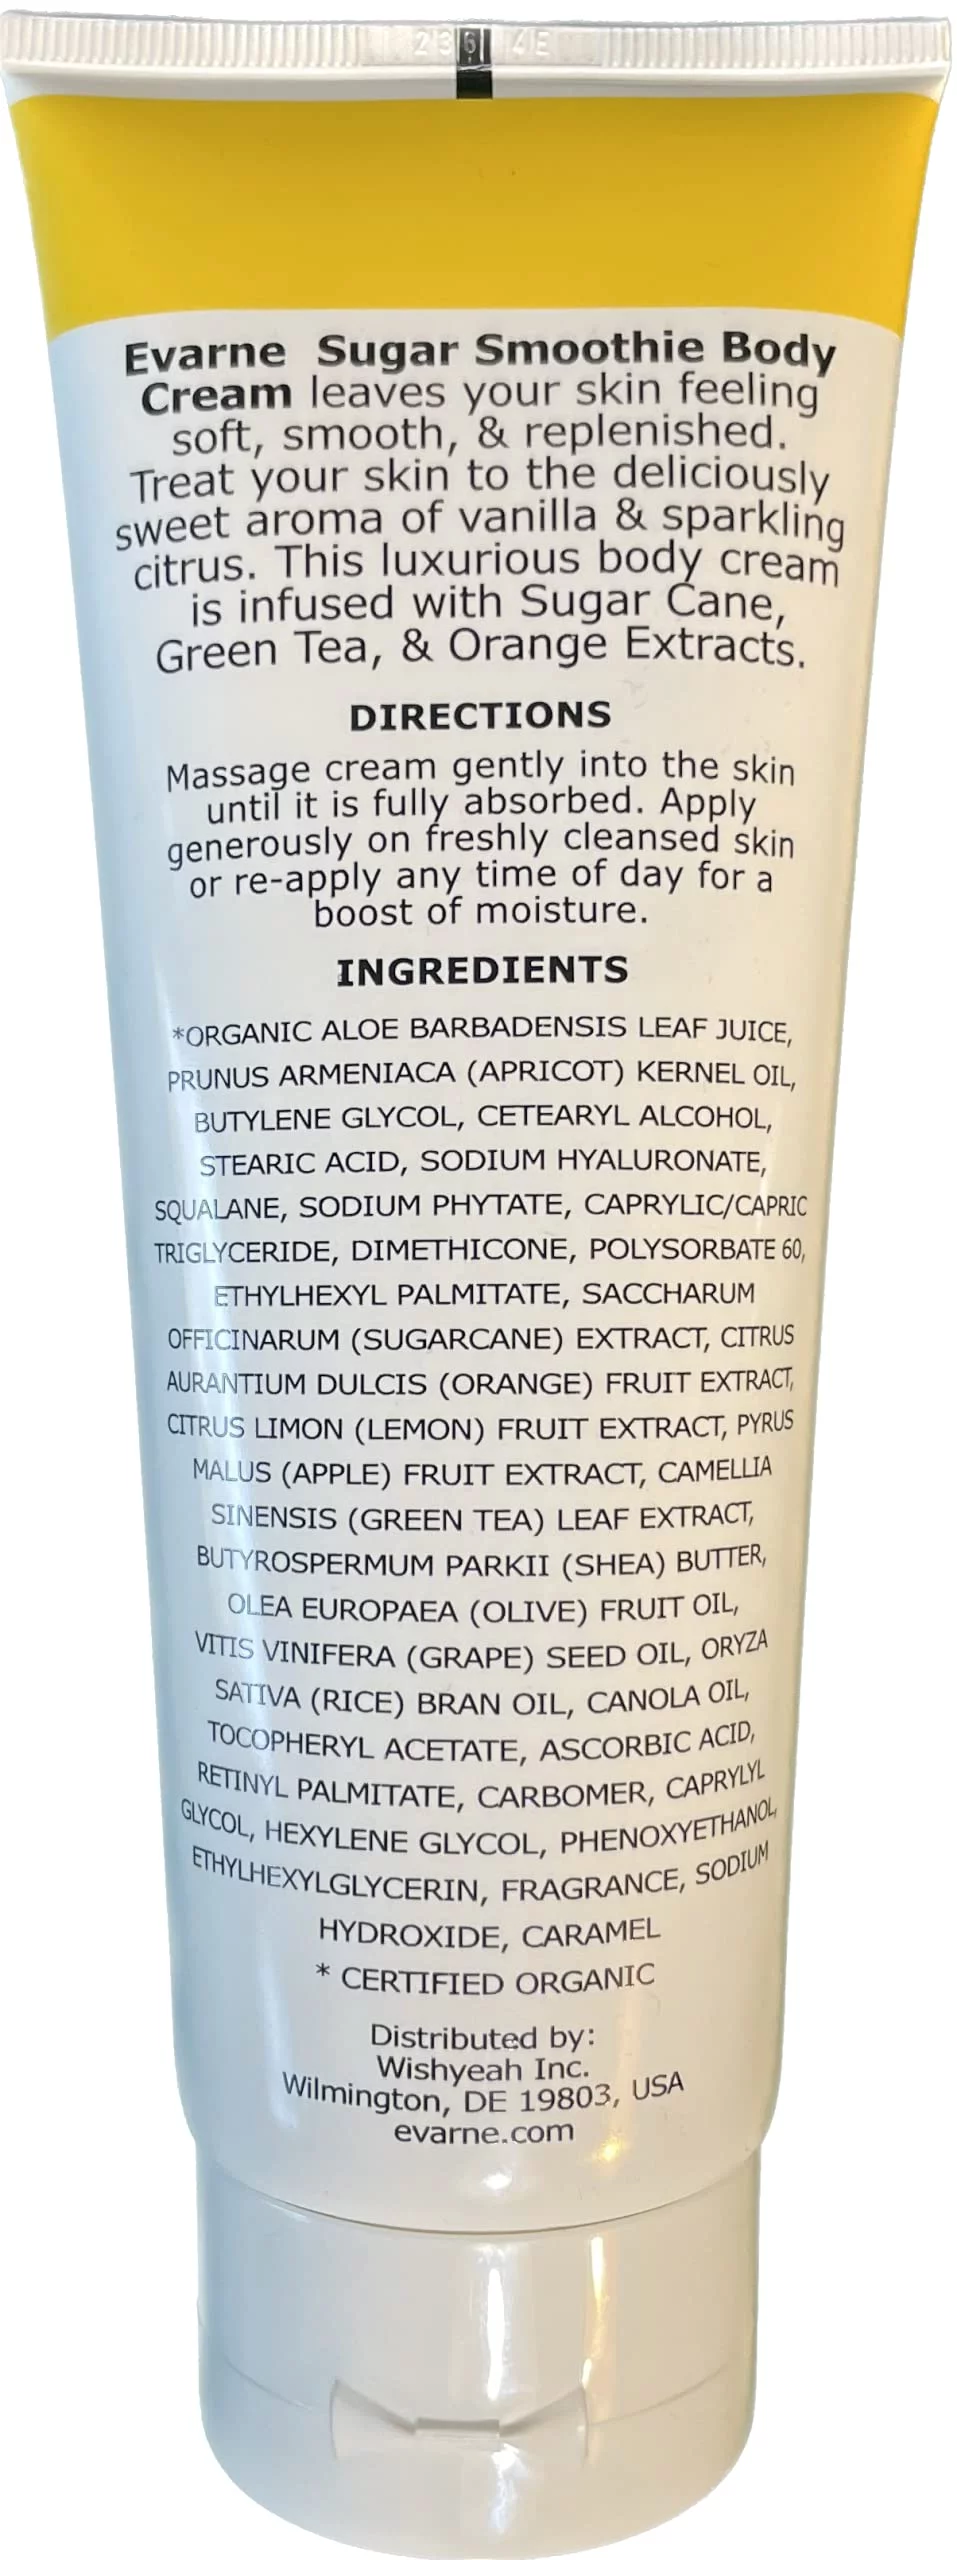 236 4E
Evarne Sugar Smoothie Body
Cream leaves your skin feeling
soft, smooth, & replenished.
Treat your skin to the deliciously
sweet aroma of vanilla & sparkling
citrus. This luxurious body cream
is infused with Sugar Cane,
Green Tea, & Orange Extracts.
DIRECTIONS
Massage cream gently into the skin
until it is fully absorbed. Apply
generously on freshly cleansed skin
or re-apply any time of day for a
boost of moisture.
INGREDIENTS
*ORGANIC ALOE BARBADENSIS LEAF JUICE,
PRUNUS ARMENIACA (APRICOT) KERNEL OIL,
BUTYLENE GLYCOL, CETEARYL ALCOHOL,
STEARIC ACID, SODIUM HYALURONATE,
SQUALANE, SODIUM PHYTATE, CAPRYLIC/CAPRIC
TRIGLYCERIDE, DIMETHICONE, POLYSORBATE 60,
ETHYLHEXYL PALMITATE, SACCHARUM
OFFICINARUM (SUGARCANE) EXTRACT, CITRUS
AURANTIUM DULCIS (ORANGE) FRUIT EXTRACT,
CITRUS LIMON (LEMON) FRUIT EXTRACT, PYRUS
MALUS (APPLE) FRUIT EXTRACT, CAMELLIA
SINENSIS (GREEN TEA) LEAF EXTRACT,
BUTYROSPERMUM PARKII (SHEA) BUTTER,
OLEA EUROPAEA (OLIVE) FRUIT OIL,
VITIS VINIFERA (GRAPE) SEED OIL, ORYZA
SATIVA (RICE) BRAN OIL, CANOLA OIL,
TOCOPHERYL ACETATE, ASCORBIC ACID,
RETINYL PALMITATE, CARBOMER, CAPRYLYL
GLYCOL, HEXYLENE GLYCOL, PHENOXYETHANOL,
ETHYLHEXYLGLYCERIN, FRAGRANCE, SODIUM
HYDROXIDE, CARAMEL
* CERTIFIED ORGANIC
Distributed by:
Wishyeah Inc.
Wilmington, DE 19803, USA
evarne.com